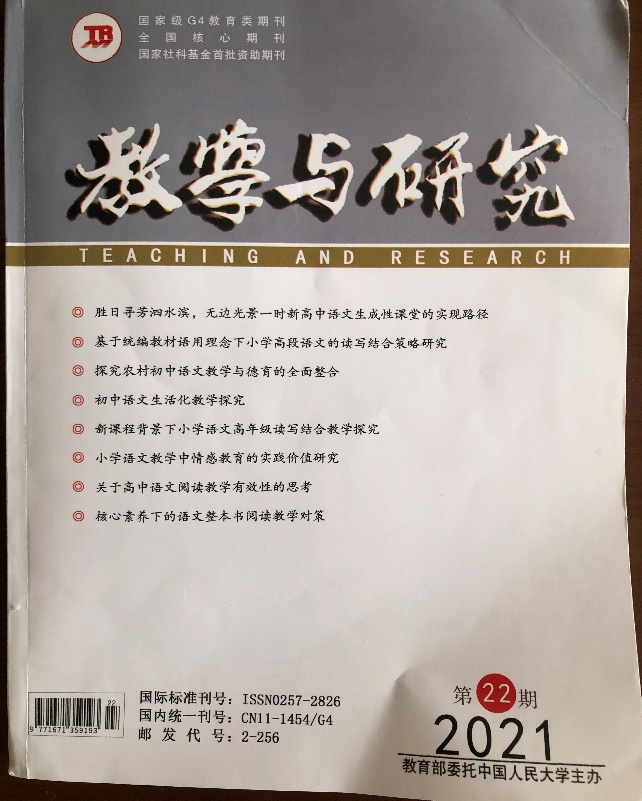 TB
国家级G4教育类期刊
全国核心期刊
国家社科基金首批资助期刊
教学与研究
TEACHING AND RESEARCH
胜日寻芳泗水滨，无边光景一时新高中语文生成性课堂的实现路径
基于统编教材语用理念下小学高段语文的读写结合策略研究
探究农村初中语文教学与德育的全面整合
初中语文生活化教学探究
新课程背景下小学语文高年级读写结合教学探究
小学语文教学中情感教育的实践价值研究
关于高中语文阅读教学有效性的思考
核心素养下的语文整本书阅读教学对策
22
9 771671 359193
国际标准刊号：ISSN0257-2826
国内统一刊号：CN11-1454/G4
邮发代号：2-256
第22期
2021
教育部委托中国人民大学主办